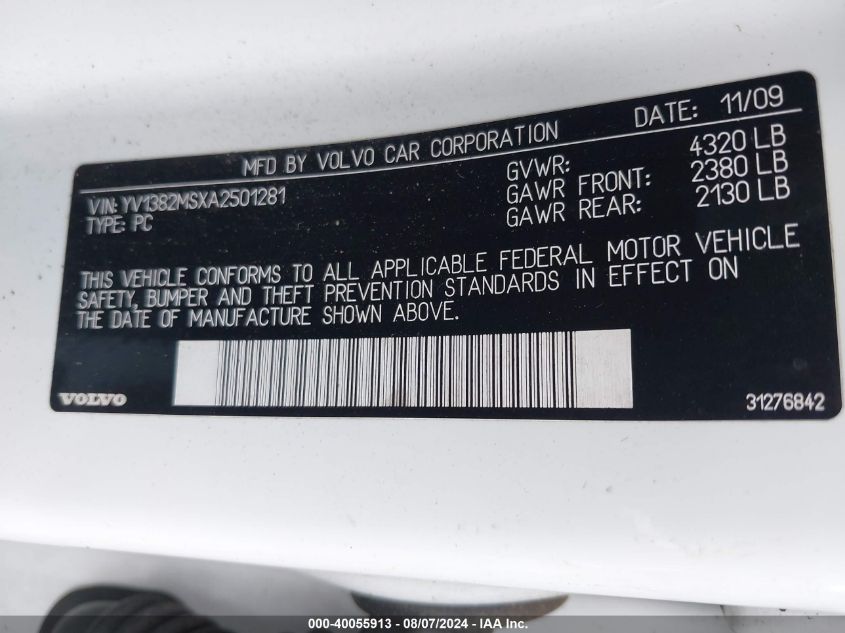 MFD BY VOLVO CAR CORPORATION DATE: 11/09
VIN: YV1382MSXA2501281 GVWR: 4320 LB
TYPE: PC GAWR FRONT: 2380 LB
GAWR REAR: 2130 LB
THIS VEHICLE CONFORMS TO ALL APPLICABLE FEDERAL MOTOR VEHICLE
SAFETY, BUMPER AND THEFT PREVENTION STANDARDS IN EFFECT ON
THE DATE OF MANUFACTURE SHOWN ABOVE.
VOLVO 31276842
000-40055913 - 08/07/2024 - IAA Inc.